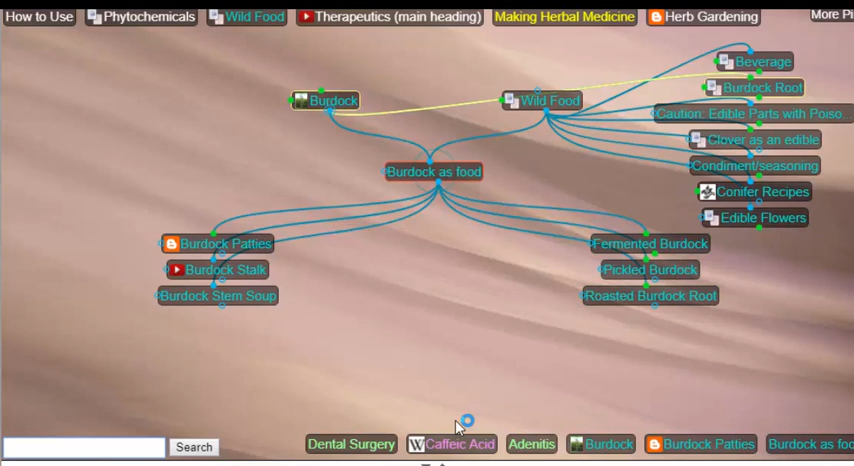 How to Use Phytochemicals Wild Food Therapeutics (main heading) Making Herbal Medicine Herb Gardening More Pi
Beverage
Burdock Root
Burdock Wild Food
Caution: Edible Parts with Poiso...
Clover as an edible
Condiment/seasoning
Burdock as food
Conifer Recipes
Edible Flowers
Burdock Patties Fermented Burdock
Burdock Stalk Pickled Burdock
Burdock Stem Soup Roasted Burdock Root
Search Dental Surgery Caffeic Acid Adenitis Burdock Burdock Patties Burdock as foo